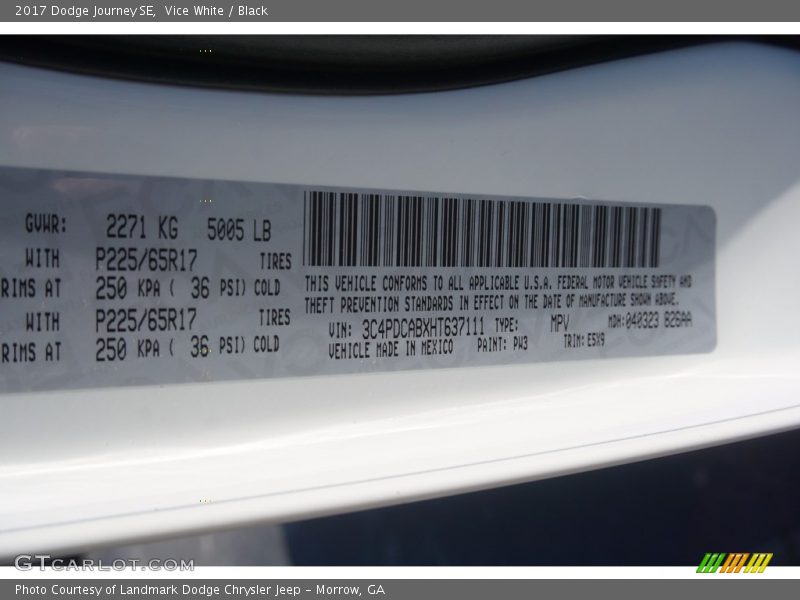 2017 Dodge Journey SE,  Vice White / Black
GVWR: 2271 KG 5005 LB
WITH P225/65R17 TIRES
RIMS AT 250 KPA ( 36 PSI) COLD
WITH P225/65R17 TIRES
RIMS AT 250 KPA ( 36 PSI) COLD
THIS VEHICLE CONFORMS TO ALL APPLICABLE U.S.A. FEDERAL MOTOR VEHICLE SAFETY AND
THEFT PREVENTION STANDARDS IN EFFECT ON THE DATE OF MANUFACTURE SHOWN ABOVE.
VIN: 3C4PDCABXHT637111 TYPE: MPV MDH:040323 826AA
VEHICLE MADE IN MEXICO PAINT: PW3 TRIM: E5X9
GTCARLOT.COM
Photo Courtesy of Landmark Dodge Chrysler Jeep – Morrow, GA